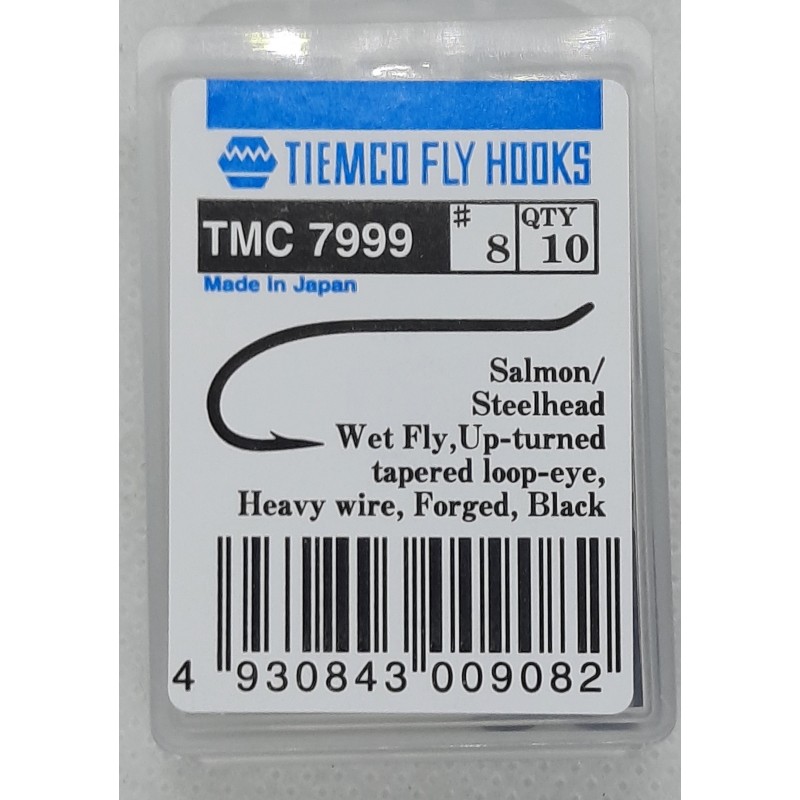 TIEMCO FLY HOOKS
TMC 7999 # 8 QTY 10
Made in Japan
Salmon/
Steelhead
Wet Fly,Up-turned
tapered loop-eye,
Heavy wire, Forged, Black
4 930843 009082